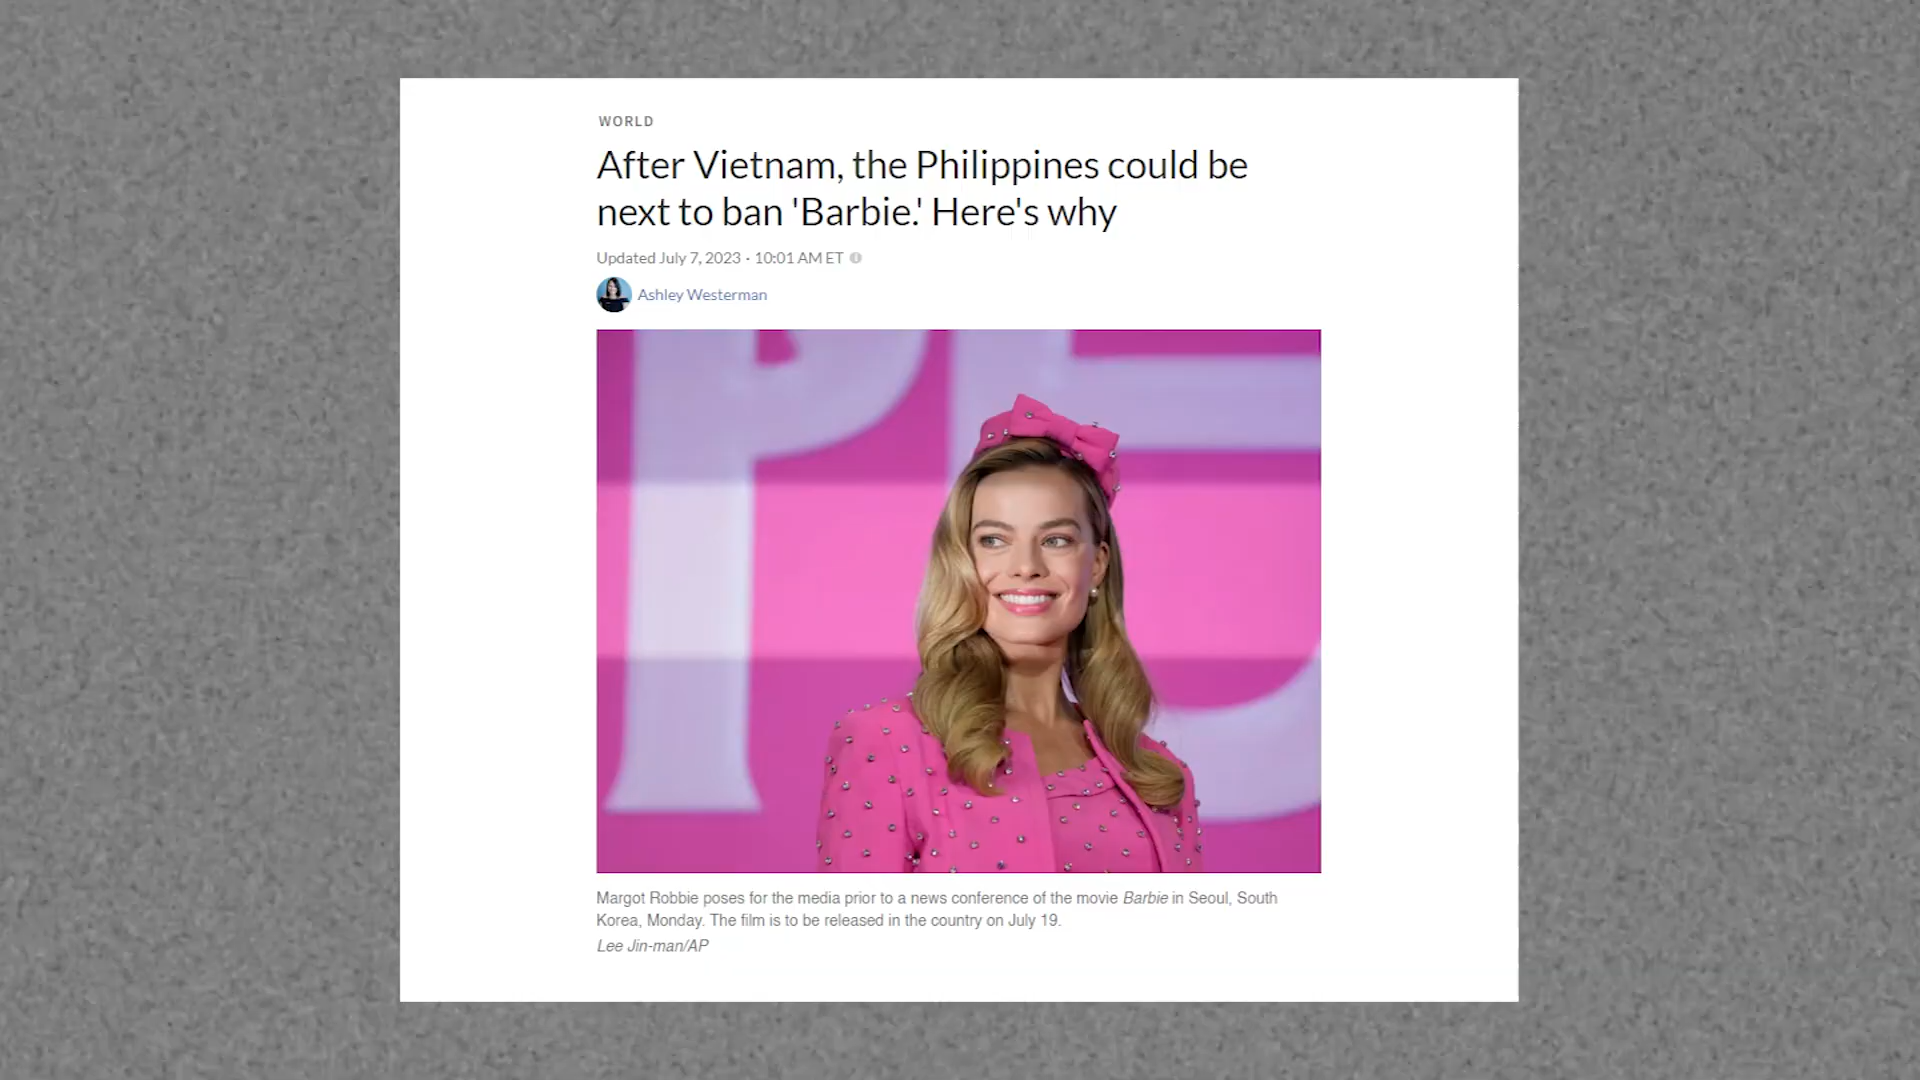 WORLD
After Vietnam, the Philippines could be
next to ban 'Barbie.' Here's why
Updated July 7, 2023 · 10:01 AM ET
Ashley Westerman
Margot Robbie poses for the media prior to a news conference of the movie Barbie in Seoul, South
Korea, Monday. The film is to be released in the country on July 19.
Lee Jin-man/AP